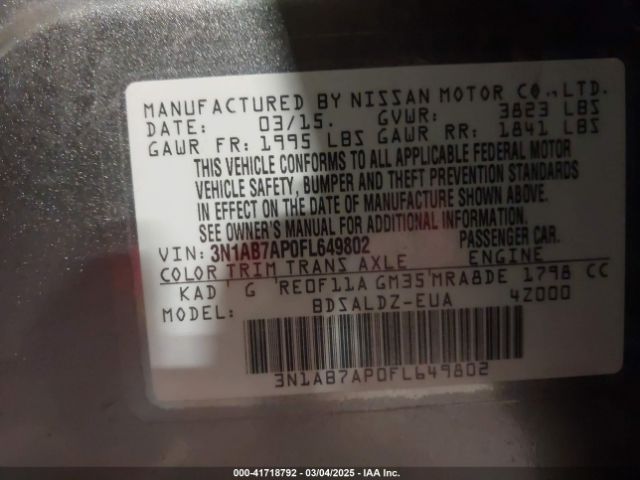 MANUFACTURED BY NISSAN MOTOR CO., LTD.
DATE: 03/15. GVWR: 3823 LBS
GAWR FR: 1995 LBS GAWR RR: 1841 LBS
THIS VEHICLE CONFORMS TO ALL APPLICABLE FEDERAL MOTOR
VEHICLE SAFETY, BUMPER AND THEFT PREVENTION STANDARDS
IN EFFECT ON THE DATE OF MANUFACTURE SHOWN ABOVE.
SEE OWNER'S MANUAL FOR ADDITIONAL INFORMATION.
VIN: 3N1AB7AP0FL649802 PASSENGER CAR.
COLOR TRIM TRANS AXLE ENGINE
KAD G RE0F11A GM35 MRA8DE 1798 CC
MODEL: BDSALDZ-EUA 4Z000
3N1AB7AP0FL649802
000-41718792 - 03/04/2025 - IAA Inc.